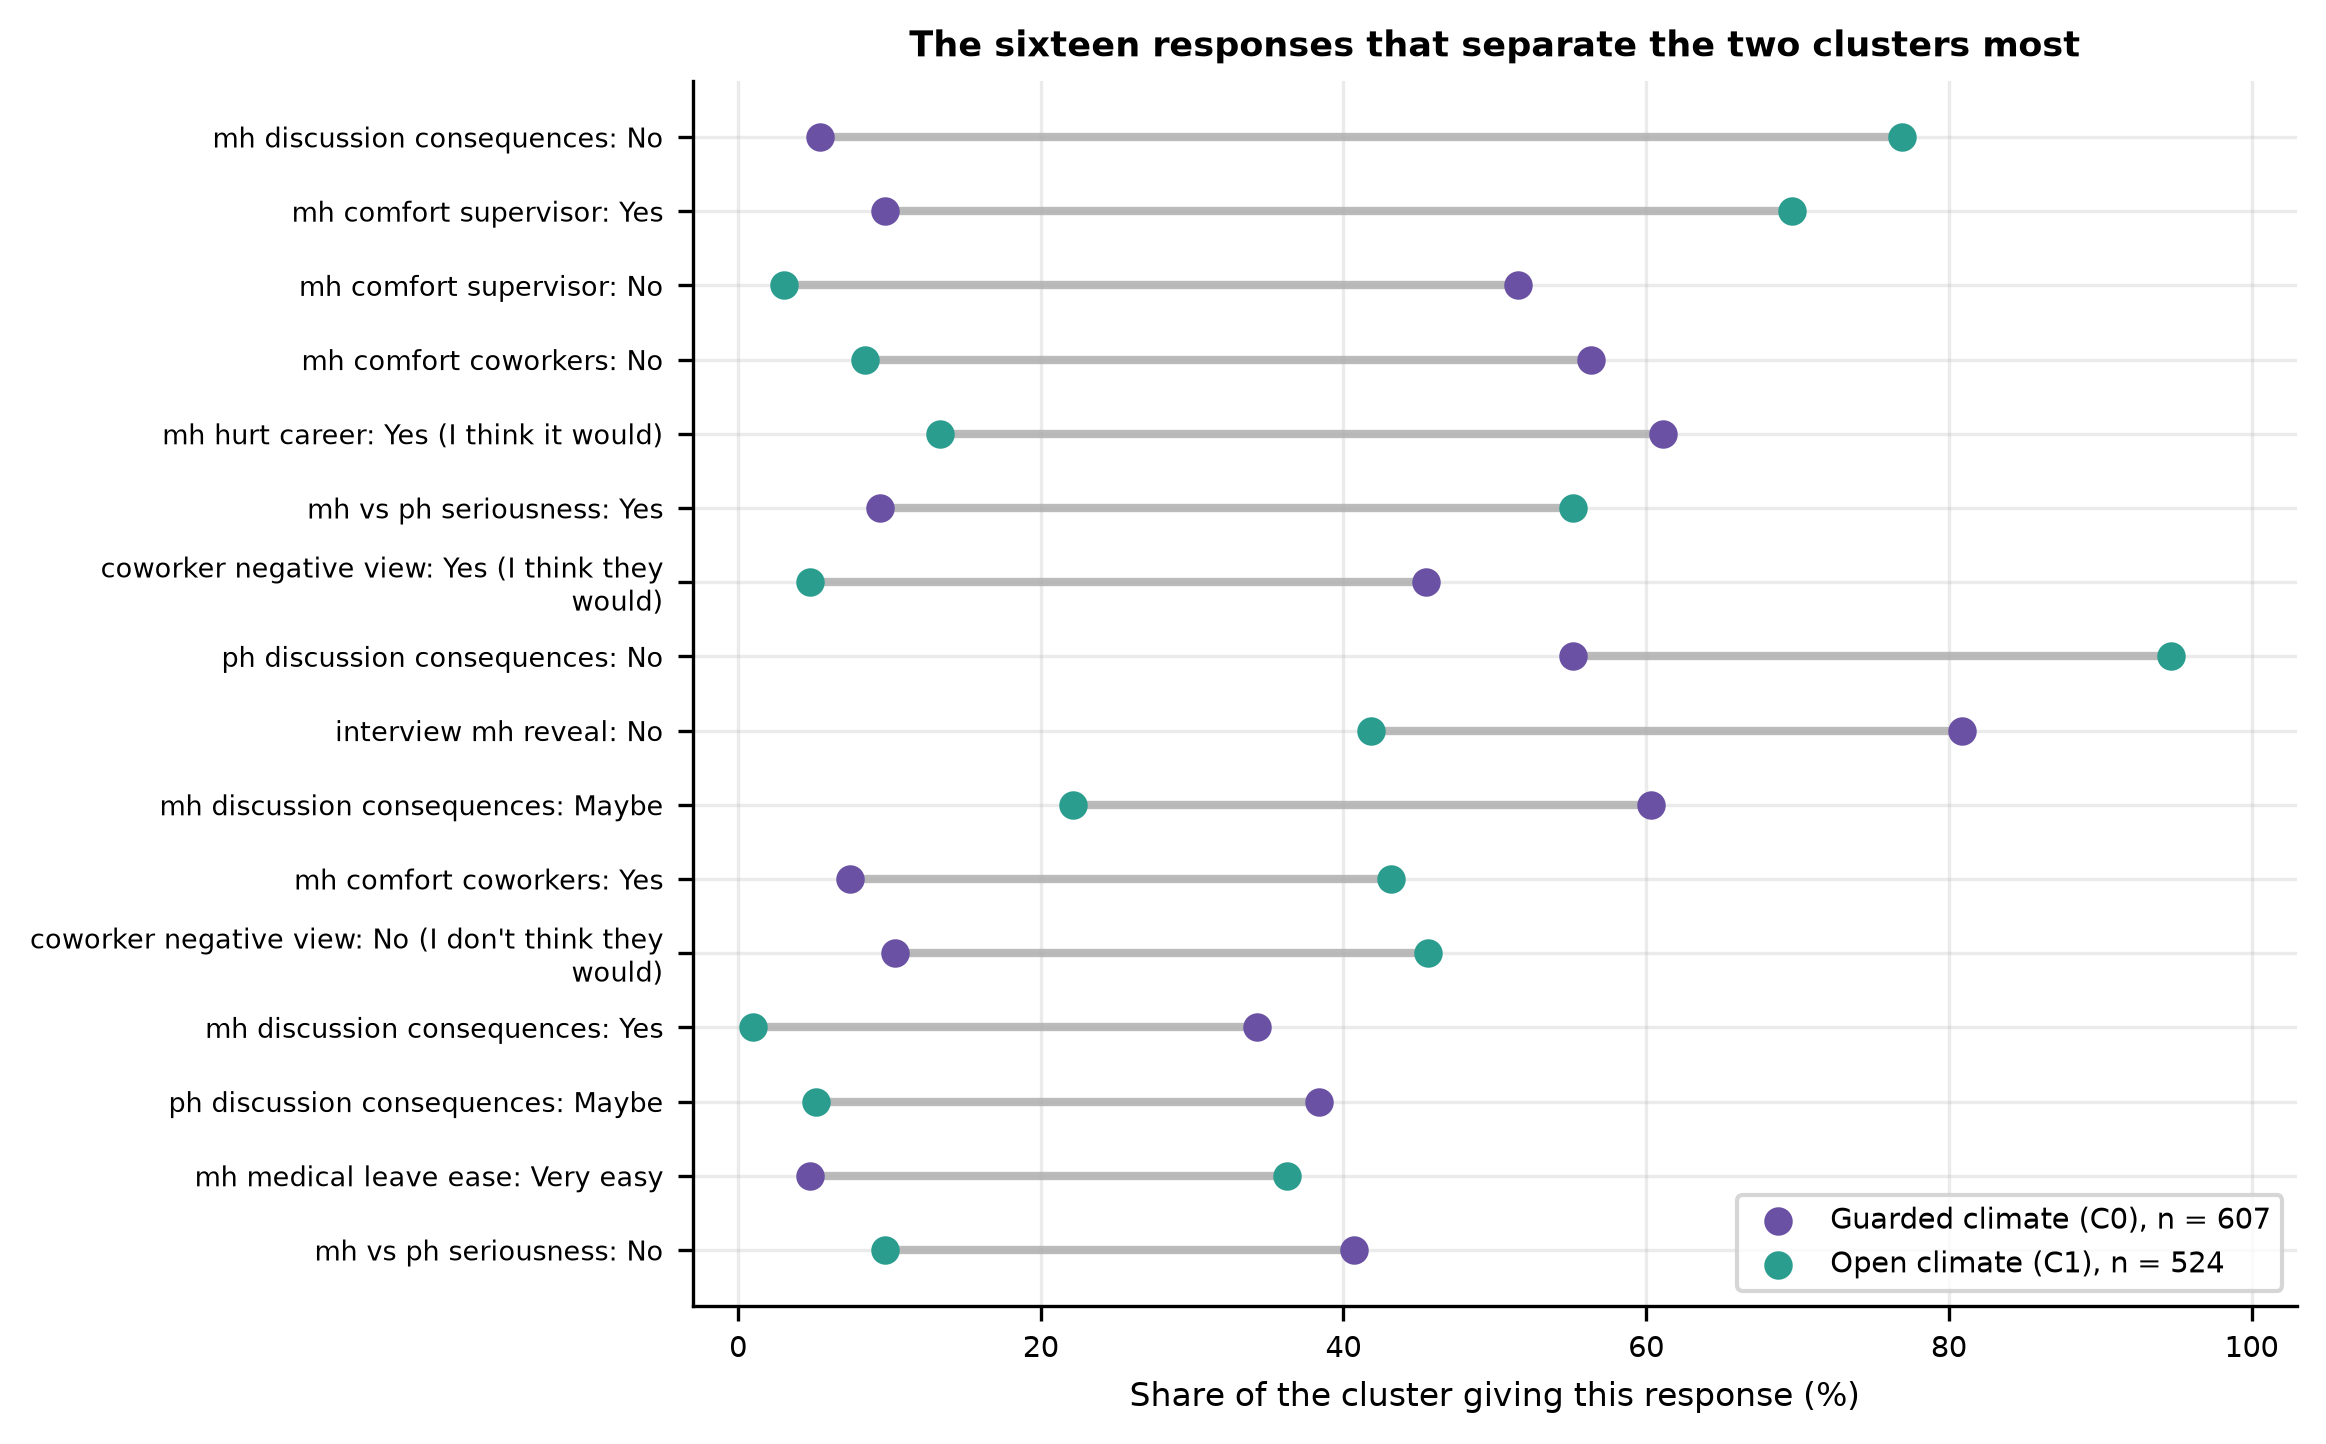 The sixteen responses that separate the two clusters most
mh discussion consequences: No
mh comfort supervisor: Yes
mh comfort supervisor: No
mh comfort coworkers: No
mh hurt career: Yes (I think it would)
mh vs ph seriousness: Yes
coworker negative view: Yes (I think they
would)
ph discussion consequences: No
interview mh reveal: No
mh discussion consequences: Maybe
mh comfort coworkers: Yes
coworker negative view: No (I don't think they
would)
mh discussion consequences: Yes
ph discussion consequences: Maybe
mh medical leave ease: Very easy
mh vs ph seriousness: No
Guarded climate (C0), n = 607
Open climate (C1), n = 524
0 20 40 60 80 100
Share of the cluster giving this response (%)